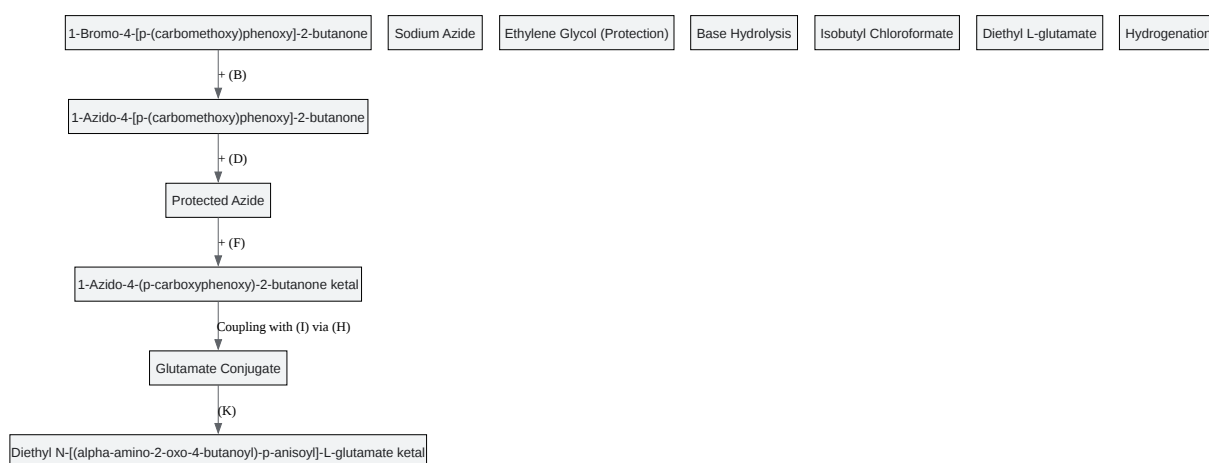 1-Bromo-4-[p-(carbomethoxy)phenoxy]-2-butanone
Sodium Azide
Ethylene Glycol (Protection)
Base Hydrolysis
Isobutyl Chloroformate
Diethyl L-glutamate
Hydrogenation
+ (B)
1-Azido-4-[p-(carbomethoxy)phenoxy]-2-butanone
+ (D)
Protected Azide
+ (F)
1-Azido-4-(p-carboxyphenoxy)-2-butanone ketal
Coupling with (I) via (H)
Glutamate Conjugate
(K)
Diethyl N-[(alpha-amino-2-oxo-4-butanoyl)-p-anisoyl]-L-glutamate ketal